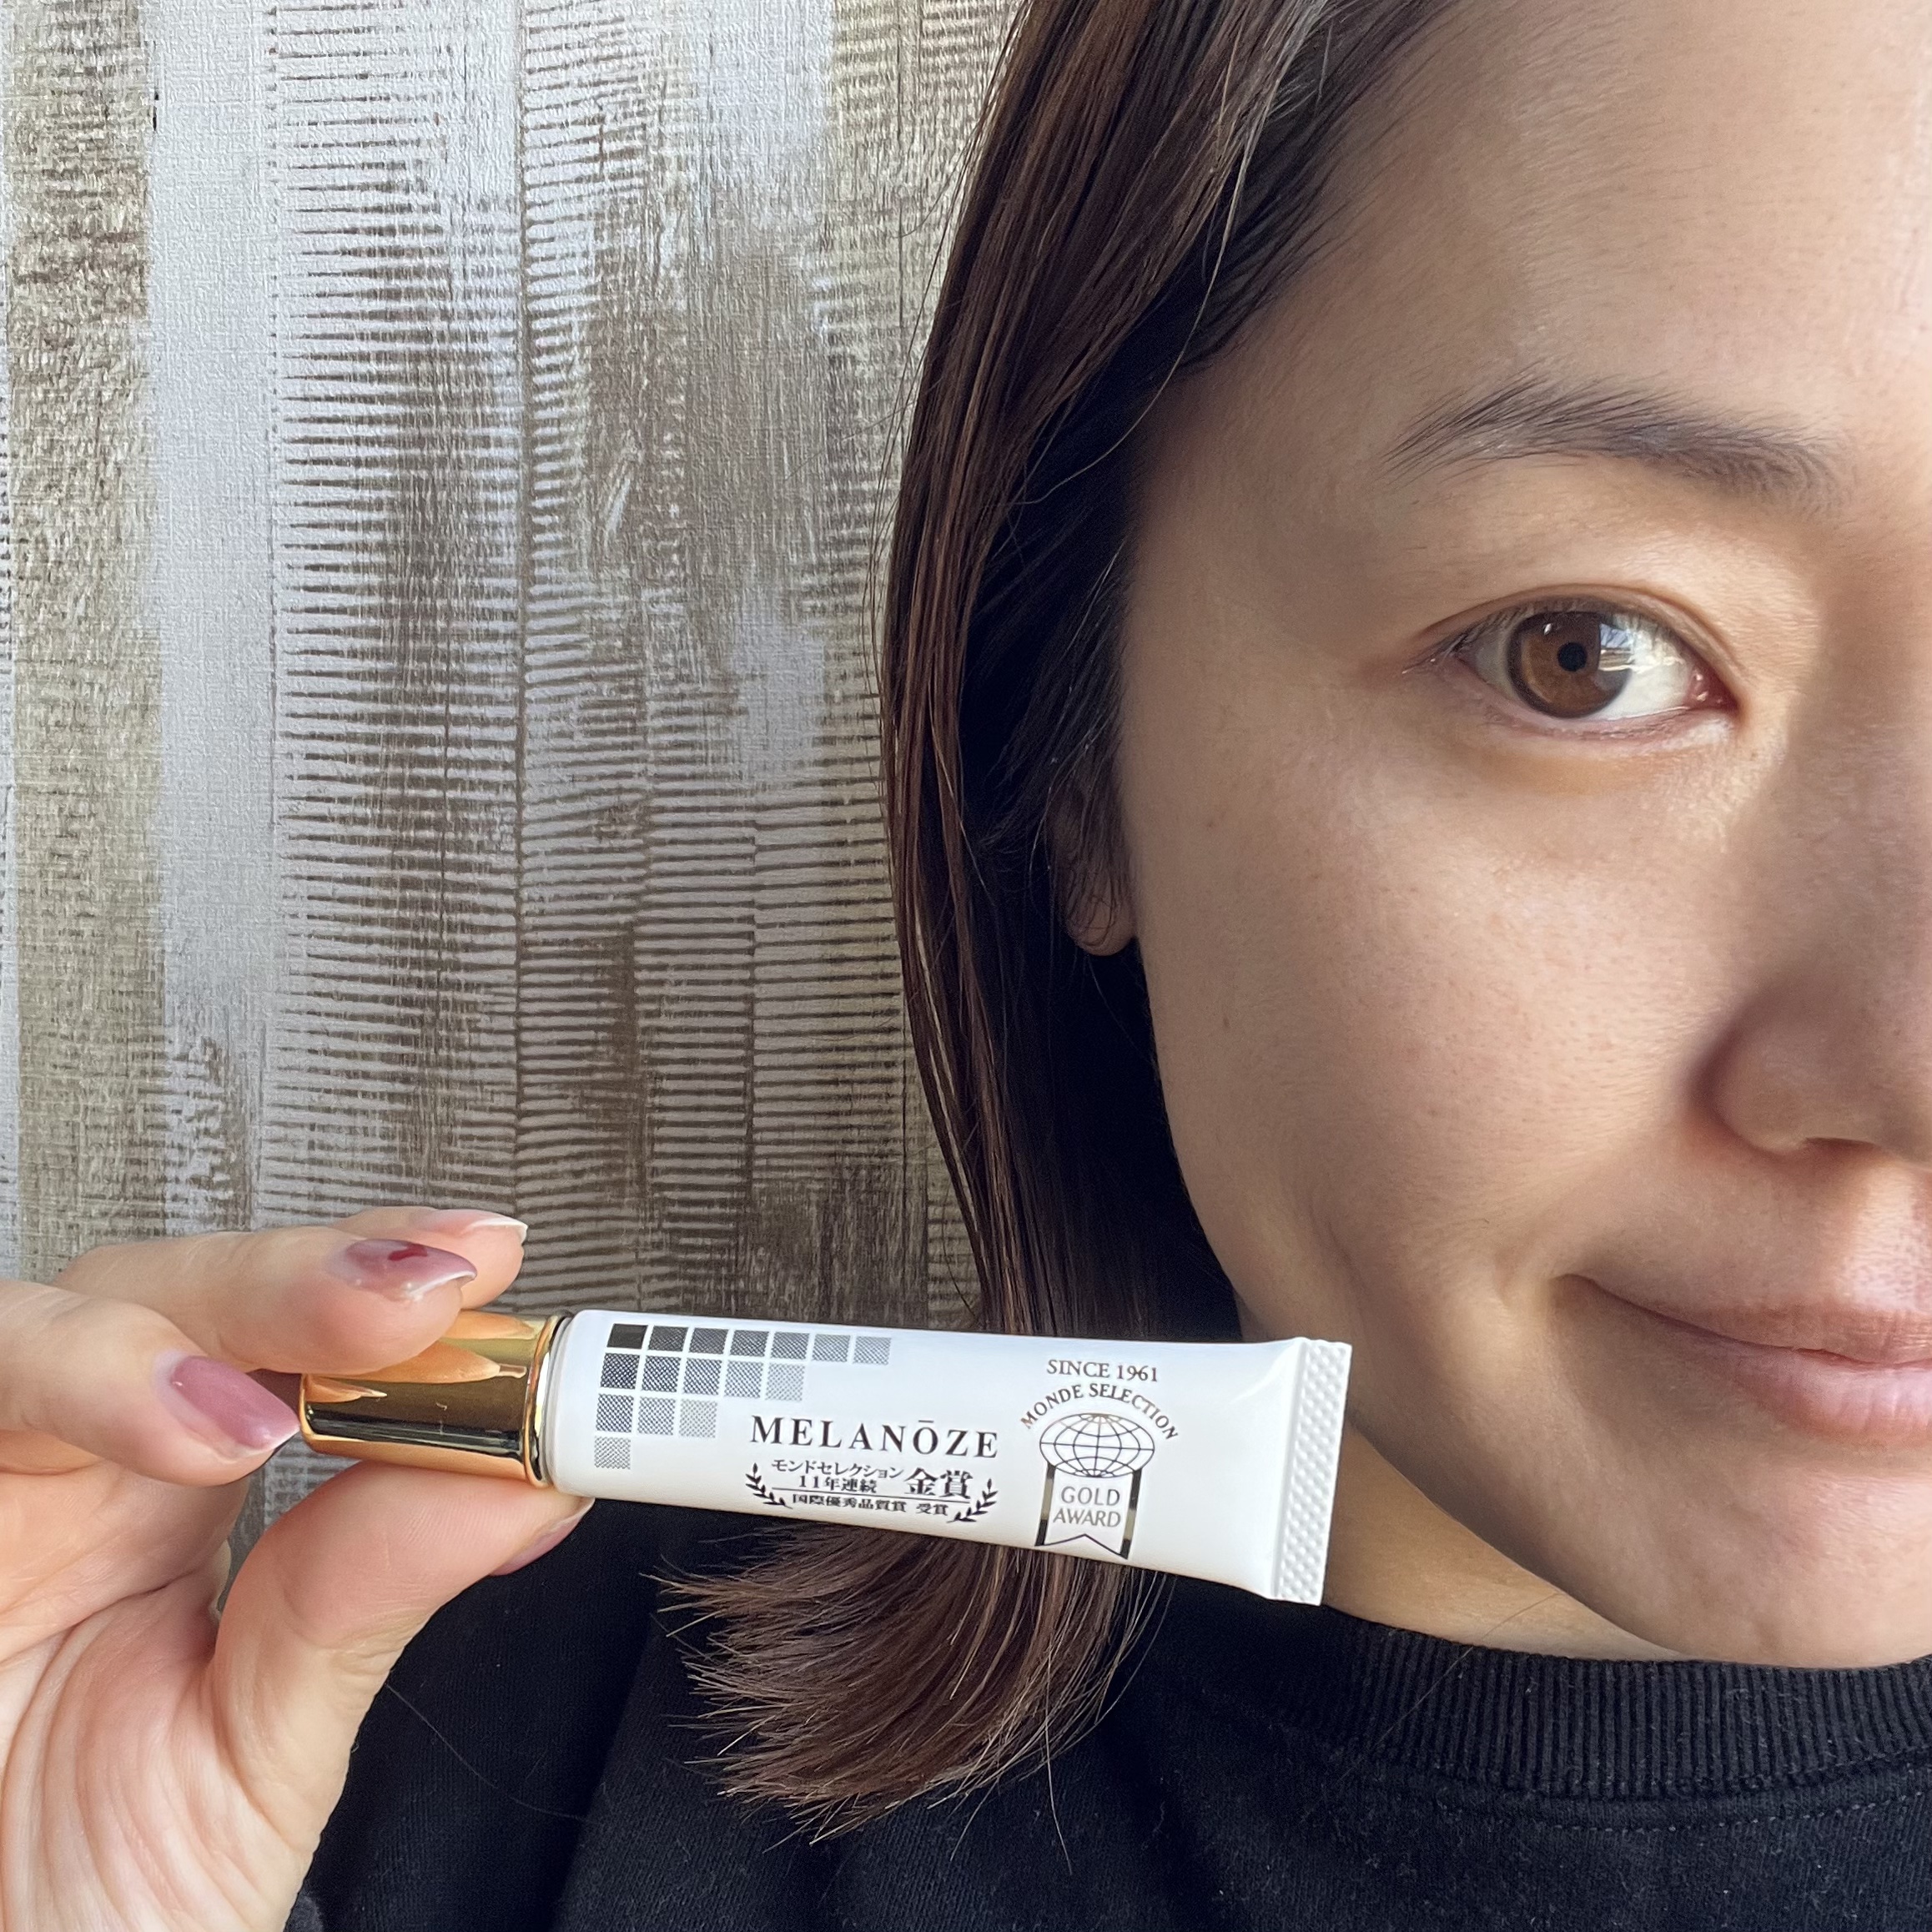 MELANŌZE
モンドセレクション
11年連続 金賞
国際優秀品質賞 受賞
SINCE 1961
MONDE SELECTION
GOLD
AWARD